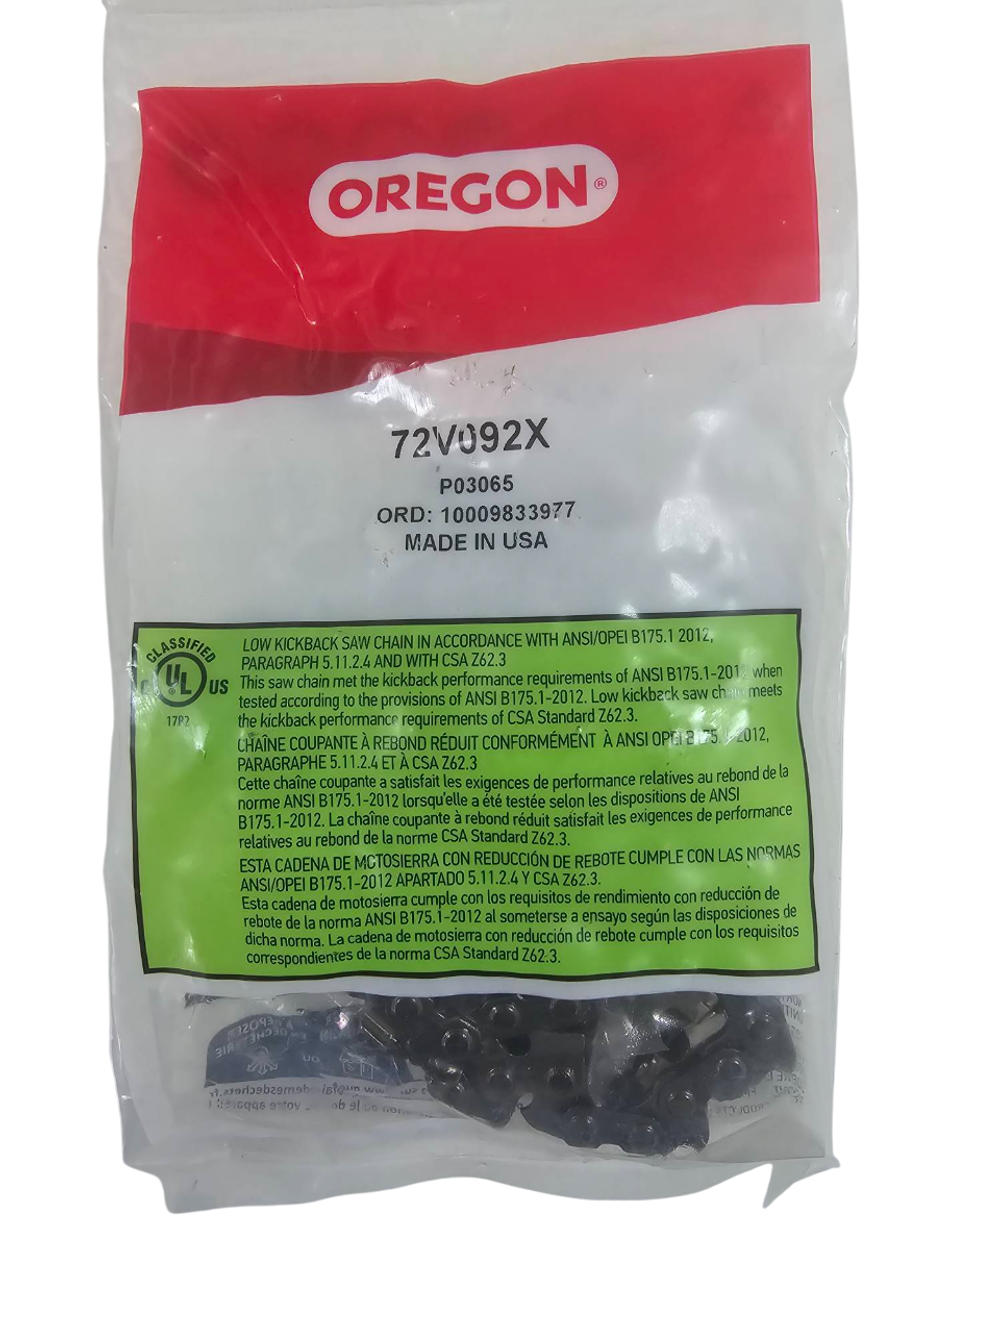 OREGON®
72V092X
P03065
ORD: 10009833977
MADE IN USA
CLASSIFIED
C UL US
17P2
LOW KICKBACK SAW CHAIN IN ACCORDANCE WITH ANSI/OPEI B175.1 2012,
PARAGRAPH 5.11.2.4 AND WITH CSA Z62.3
This saw chain met the kickback performance requirements of ANSI B175.1-2012 when
tested according to the provisions of ANSI B175.1-2012. Low kickback saw chain meets
the kickback performance requirements of CSA Standard Z62.3.
CHAÎNE COUPANTE À REBOND RÉDUIT CONFORMÉMENT À ANSI OPEI B175.1-2012,
PARAGRAPHE 5.11.2.4 ET À CSA Z62.3
Cette chaîne coupante a satisfait les exigences de performance relatives au rebond de la
norme ANSI B175.1-2012 lorsqu'elle a été testée selon les dispositions de ANSI
B175.1-2012. La chaîne coupante à rebond réduit satisfait les exigences de performance
relatives au rebond de la norme CSA Standard Z62.3.
ESTA CADENA DE MOTOSIERRA CON REDUCCIÓN DE REBOTE CUMPLE CON LAS NORMAS
ANSI/OPEI B175.1-2012 APARTADO 5.11.2.4 Y CSA Z62.3.
Esta cadena de motosierra cumple con los requisitos de rendimiento con reducción de
rebote de la norma ANSI B175.1-2012 al someterse a ensayo según las disposiciones de
dicha norma. La cadena de motosierra con reducción de rebote cumple con los requisitos
correspondientes de la norma CSA Standard Z62.3.